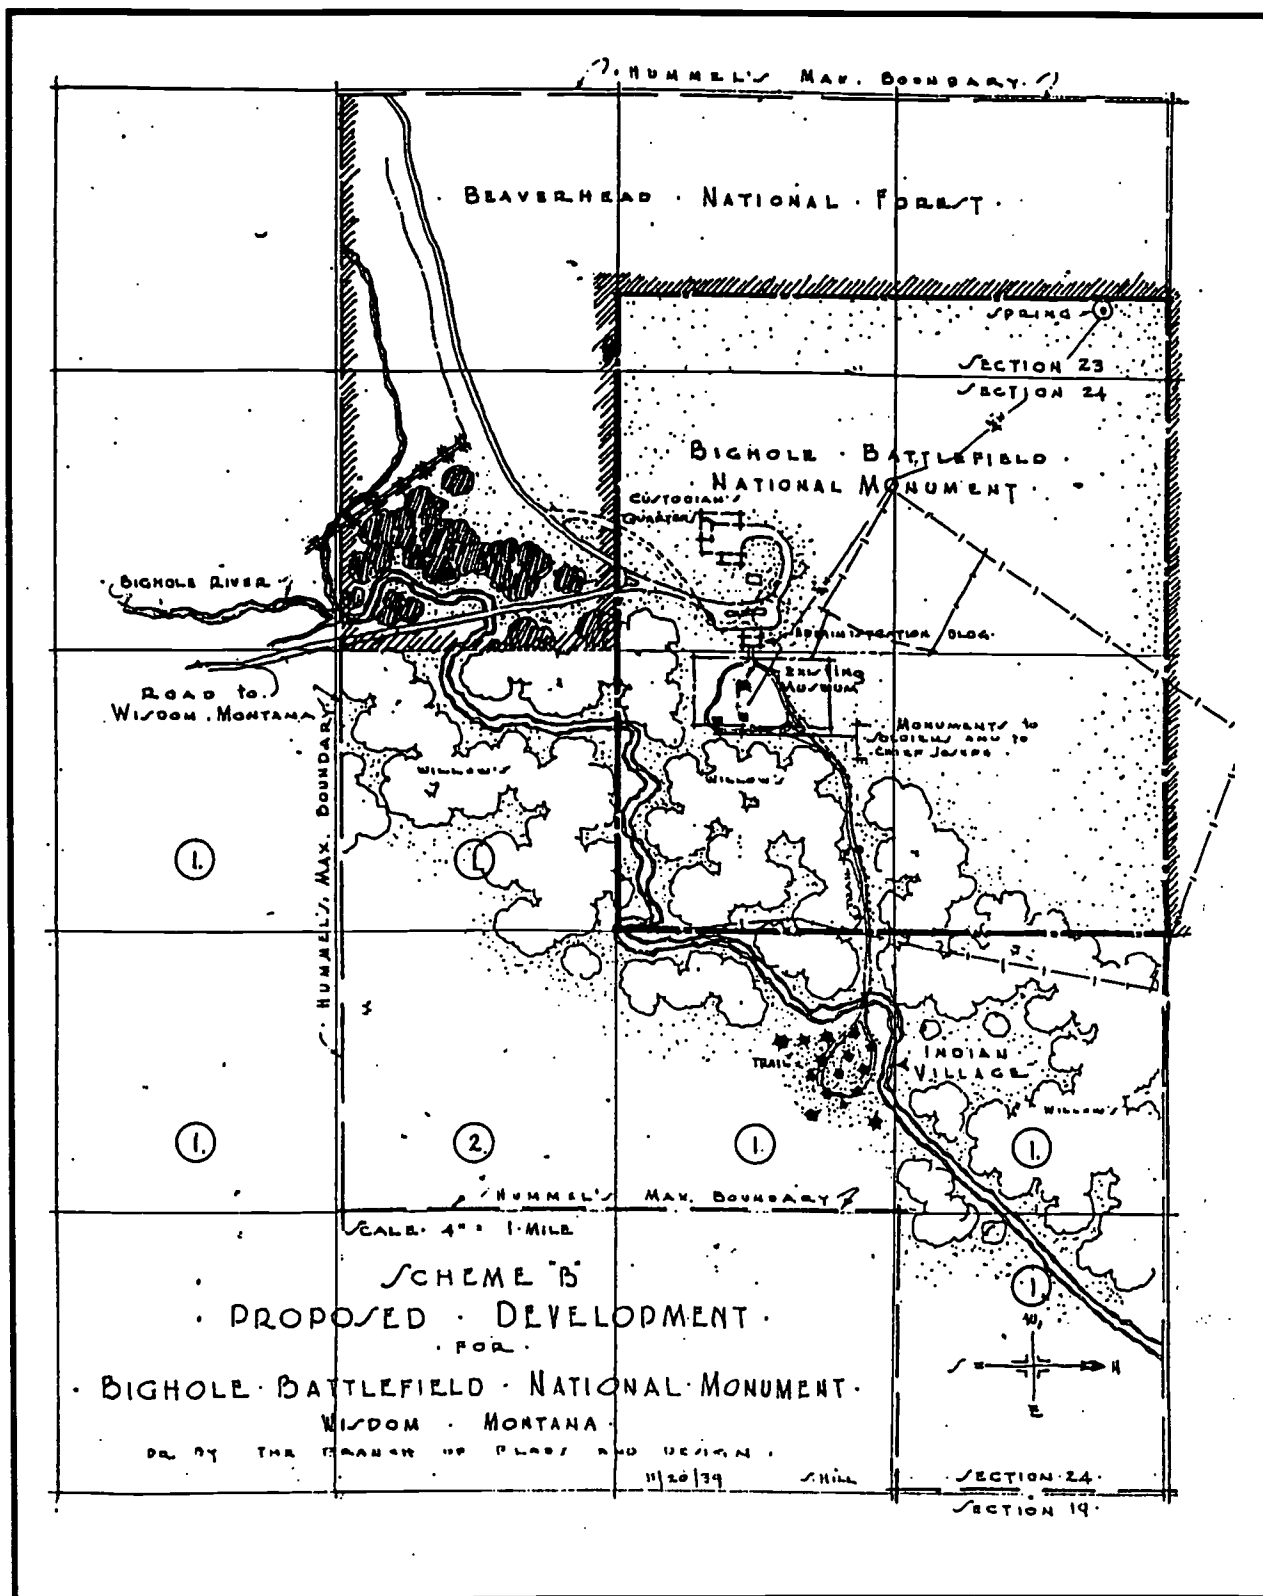 HUMMEL'S MAX. BOUNDARY.
BEAVERHEAD · NATIONAL · FOREST ·
SPRING
SECTION 23
SECTION 24
BIGHOLE · BATTLEFIELD ·
NATIONAL MONUMENT ·
CUSTODIAN'S
QUARTERS
BIGHOLE RIVER
ADMINISTRATION BLDG.
EXISTING
MUSEUM
ROAD to
WISDOM, MONTANA
MONUMENTS to
SOLDIERS AND TO
CHIEF JOSEPH
WILLOW'S
WILLOW'S
HUMMEL'S MAX. BOUNDARY
1.
1.
TRAIL
TRAIL
INDIAN
VILLAGE
WILLOW'S
1.
2.
1.
1.
HUMMEL'S MAX. BOUNDARY
SCALE · 4" = 1 · MILE
1.
SCHEME "B"
· PROPOSED · DEVELOPMENT ·
· FOR ·
· BIGHOLE · BATTLEFIELD · NATIONAL · MONUMENT ·
WISDOM · MONTANA ·
DR. BY THE BRANCH OF PLANS AND DESIGN ·
11/20/39 S. HILL
W.
S N
E
SECTION · 24 ·
SECTION 19 ·